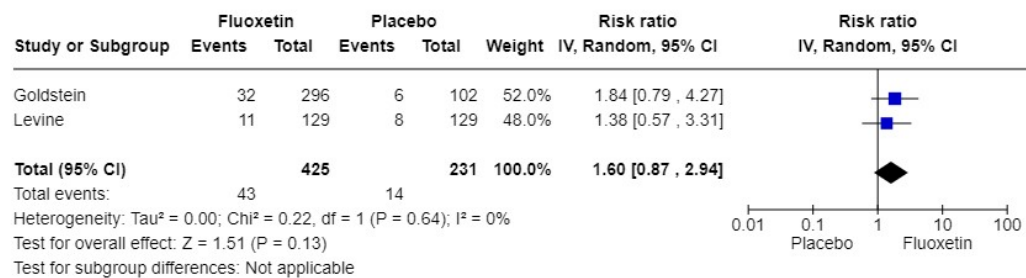 Fluoxetin Placebo Risk ratio Risk ratio
Study or Subgroup Events Total Events Total Weight IV, Random, 95% CI IV, Random, 95% CI
Goldstein 32 296 6 102 52.0% 1.84 [0.79 , 4.27]
Levine 11 129 8 129 48.0% 1.38 [0.57 , 3.31]
Total (95% CI) 425 231 100.0% 1.60 [0.87 , 2.94]
Total events: 43 14
Heterogeneity: Tau² = 0.00; Chi² = 0.22, df = 1 (P = 0.64); I² = 0%
0.01 0.1 1 10 100
Test for overall effect: Z = 1.51 (P = 0.13)
Placebo Fluoxetin
Test for subgroup differences: Not applicable